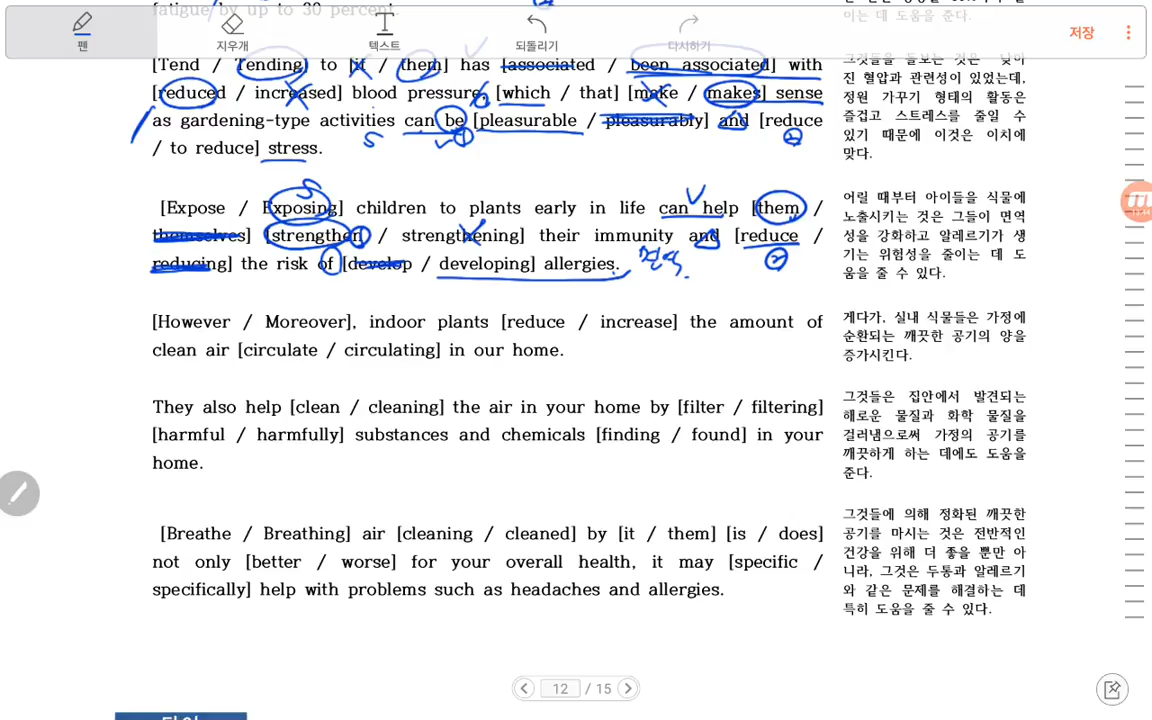 fatigue by up to 30 percent.
이는 데 도움을 준다.
펜
지우개
텍스트
되돌리기
다시하기
저장
[Tend / Tending] to [it / them] has [associated / been associated] with
[reduced / increased] blood pressure, [which / that] [make / makes] sense
as gardening-type activities can be [pleasurable / pleasurably] and [reduce
/ to reduce] stress.
그것들을 돌보는 것은 낮아
진 혈압과 관련성이 있었는데,
정원 가꾸기 형태의 활동은
즐겁고 스트레스를 줄일 수
있기 때문에 이것은 이치에
맞다.
S
V
[Expose / Exposing] children to plants early in life can help [them /
themselves] [strengthen / strengthening] their immunity and [reduce /
reducing] the risk of [develop / developing] allergies.
S
V
어릴 때부터 아이들을 식물에
노출시키는 것은 그들이 면역
성을 강화하고 알레르기가 생
기는 위험성을 줄이는 데 도
움을 줄 수 있다.
[However / Moreover], indoor plants [reduce / increase] the amount of
clean air [circulate / circulating] in our home.
게다가, 실내 식물들은 가정에
순환되는 깨끗한 공기의 양을
증가시킨다.
They also help [clean / cleaning] the air in your home by [filter / filtering]
[harmful / harmfully] substances and chemicals [finding / found] in your
home.
그것들은 집안에서 발견되는
해로운 물질과 화학 물질을
걸러냄으로써 가정의 공기를
깨끗하게 하는 데에도 도움을
준다.
[Breathe / Breathing] air [cleaning / cleaned] by [it / them] [is / does]
not only [better / worse] for your overall health, it may [specific /
specifically] help with problems such as headaches and allergies.
그것들에 의해 정화된 깨끗한
공기를 마시는 것은 전반적인
건강을 위해 더 좋을 뿐만 아
니라, 그것은 두통과 알레르기
와 같은 문제를 해결하는 데
특히 도움을 줄 수 있다.
12 / 15